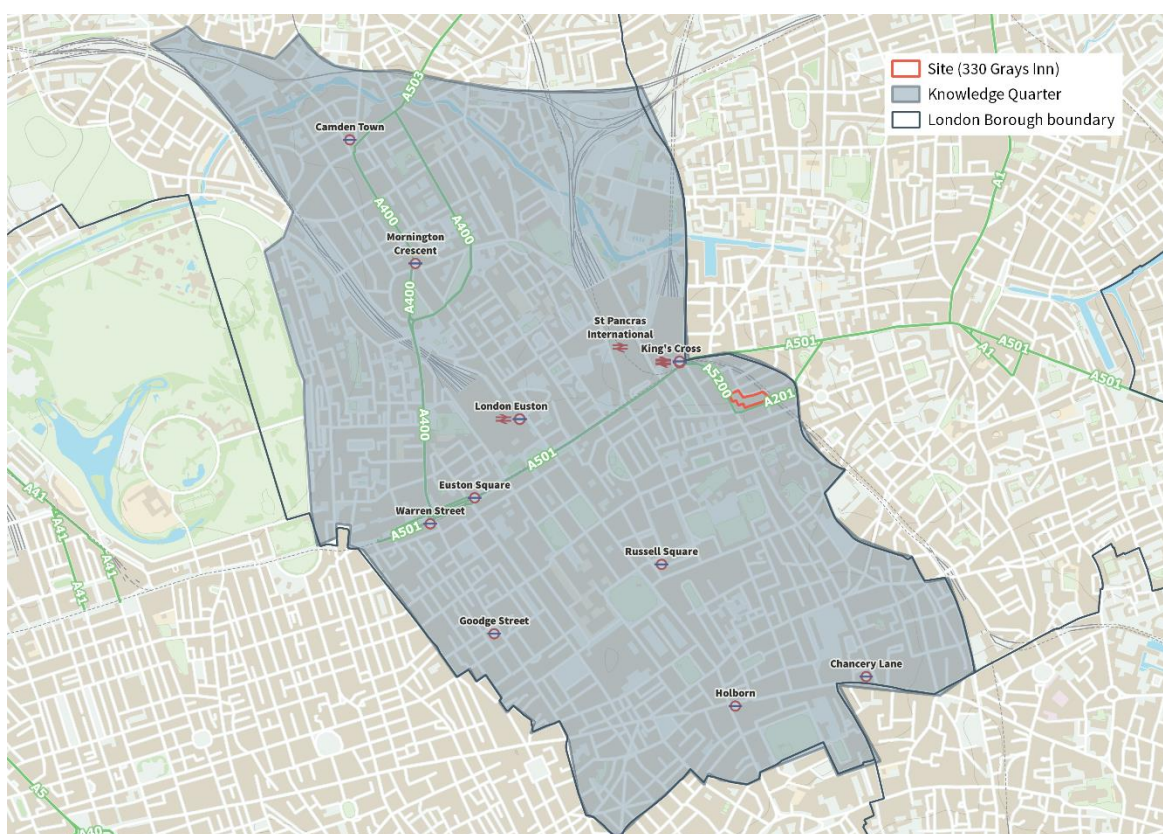 Site (330 Grays Inn)
Knowledge Quarter
London Borough boundary
A503
A1
Camden Town
A400
A400
Mornington
Crescent
A400
St Pancras
International
King's Cross
A501
A501
A1
A501
A5200
A201
London Euston
A400
A501
Euston Square
Warren Street
A501
A41
A41
A41
A41
Russell Square
Goodge Street
Chancery Lane
Holborn
A5
A40